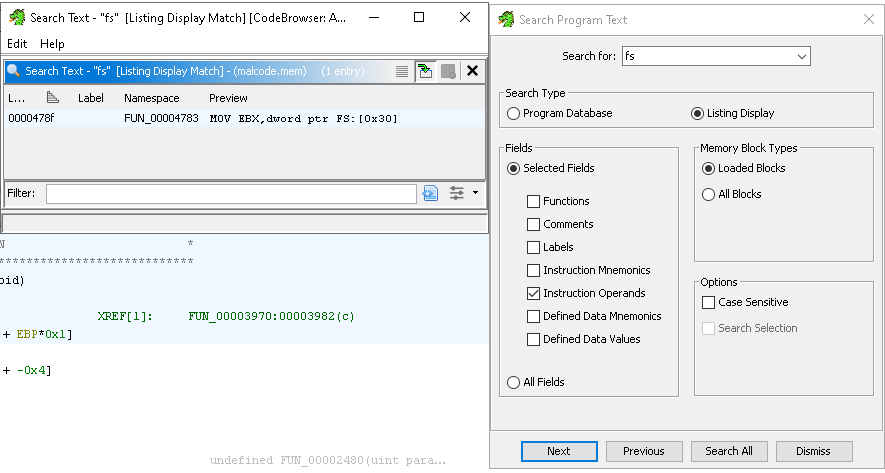 Search Text - "fs" [Listing Display Match] [CodeBrowser: A...
Edit Help
Search Text - "fs" [Listing Display Match] - (malcode.mem) (1 entry)
L... Label Namespace Preview
0000478f FUN_00004783 MOV EBX,dword ptr FS:[0x30]
Filter:
N *
****************************
oid)
XREF[1]: FUN_00003970:00003982(c)
+ EBP*0x1]
+ -0x4]
undefined FUN_00002480(uint para...
Search Program Text
Search for: fs
Search Type
Program Database Listing Display
Fields
Selected Fields
Functions
Comments
Labels
Instruction Mnemonics
Instruction Operands
Defined Data Mnemonics
Defined Data Values
All Fields
Memory Block Types
Loaded Blocks
All Blocks
Options
Case Sensitive
Search Selection
Next Previous Search All Dismiss